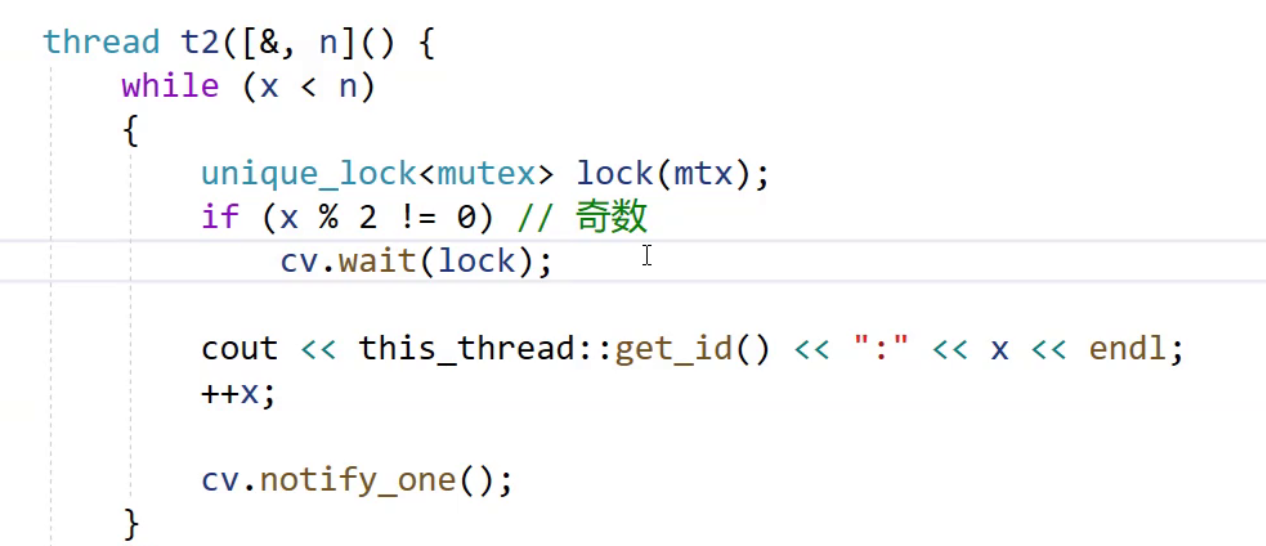 thread t2([&, n]() {
while (x < n)
{
unique_lock<mutex> lock(mtx);
if (x % 2 != 0) // 奇数
cv.wait(lock);
cout << this_thread::get_id() << ":" << x << endl;
++x;
cv.notify_one();
}